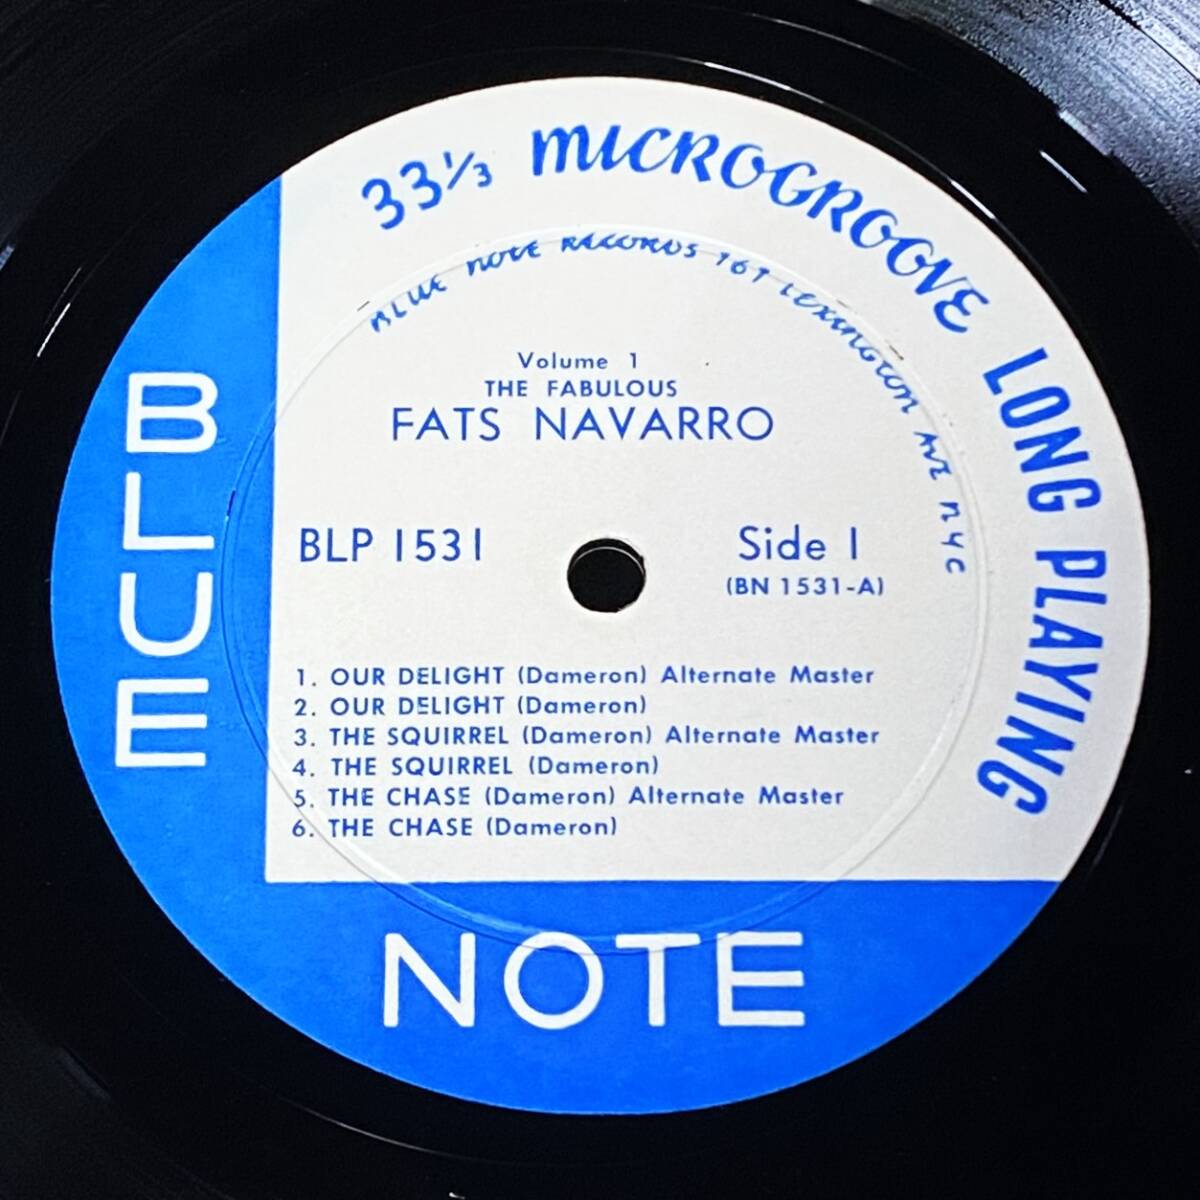 33⅓ MICROGROOVE LONG PLAYING
BLUE NOTE RECORDS 767 LEXINGTON AVE NYC
Volume 1
THE FABULOUS
FATS NAVARRO
BLP 1531
Side 1
(BN 1531-A)
1. OUR DELIGHT (Dameron) Alternate Master
2. OUR DELIGHT (Dameron)
3. THE SQUIRREL (Dameron) Alternate Master
4. THE SQUIRREL (Dameron)
5. THE CHASE (Dameron) Alternate Master
6. THE CHASE (Dameron)
BLUE
NOTE